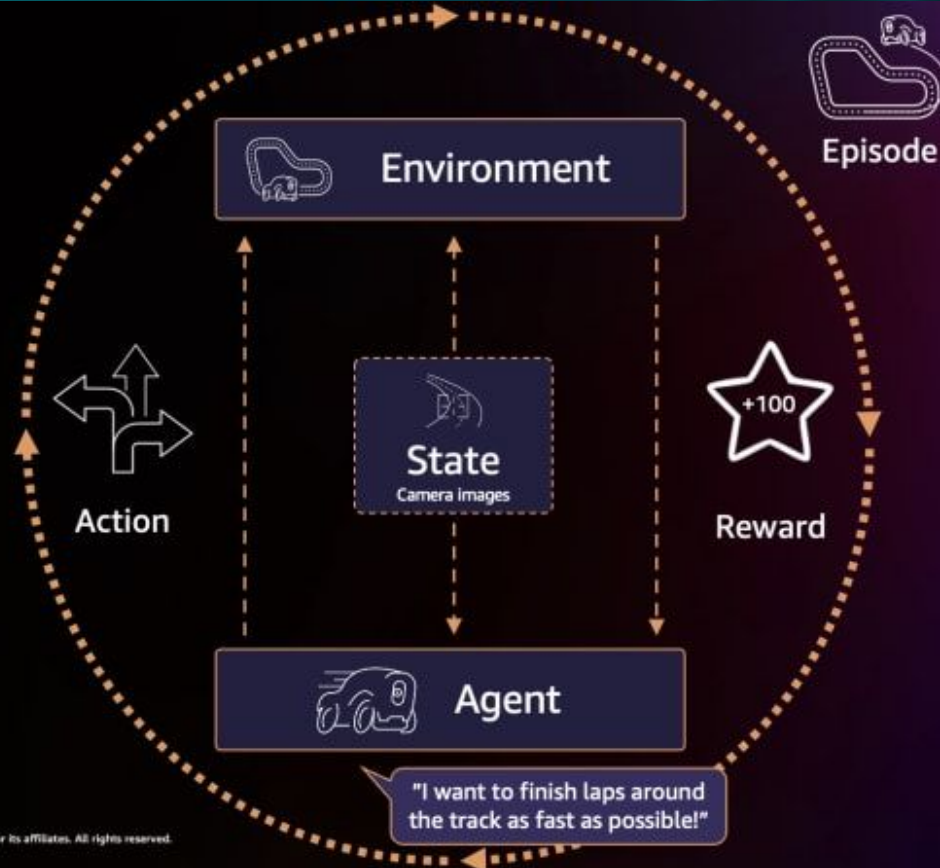 Episode
Environment
+100
State
Camera images
Action
Reward
Agent
"I want to finish laps around
the track as fast as possible!"
r its affiliates. All rights reserved.